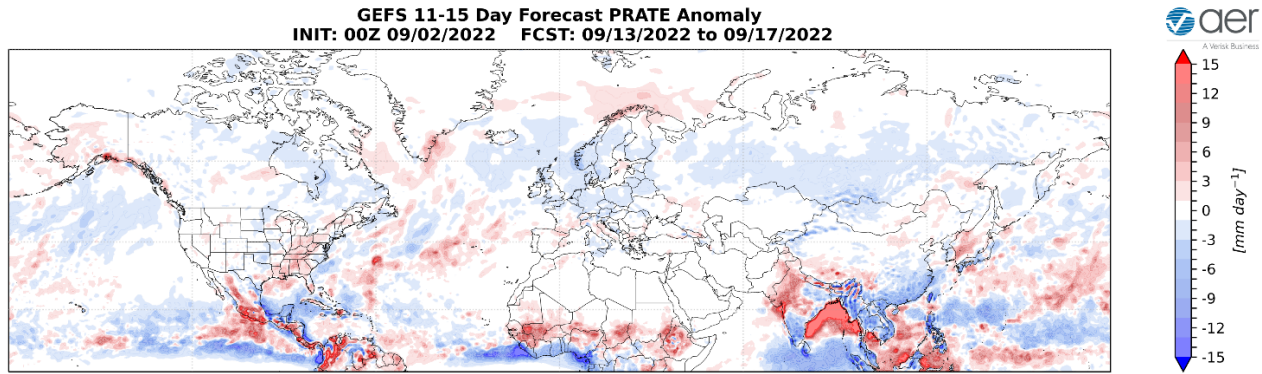 GEFS 11-15 Day Forecast PRATE Anomaly
INIT: 00Z 09/02/2022 FCST: 09/13/2022 to 09/17/2022
aer
A Verisk Business
15
12
9
6
3
0
-3
-6
-9
-12
-15
[mm day⁻¹]